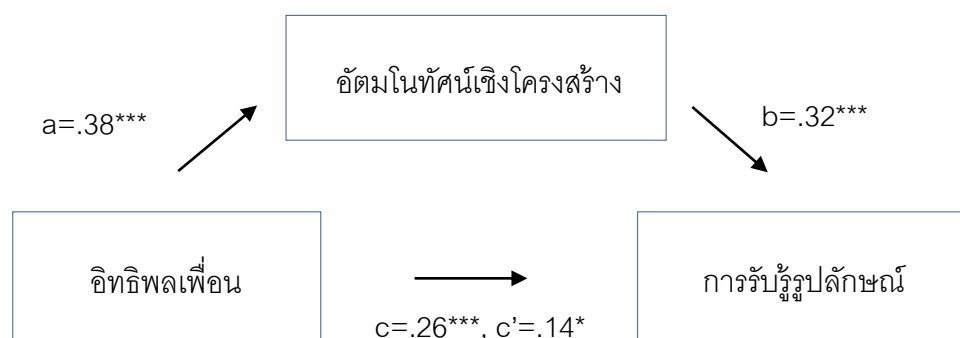 อัตมโนทัศน์เชิงโครงสร้าง
a=.38***
b=.32***
อิทธิพลเพื่อน
การรับรู้รูปลักษณ์
c=.26***, c’=.14*